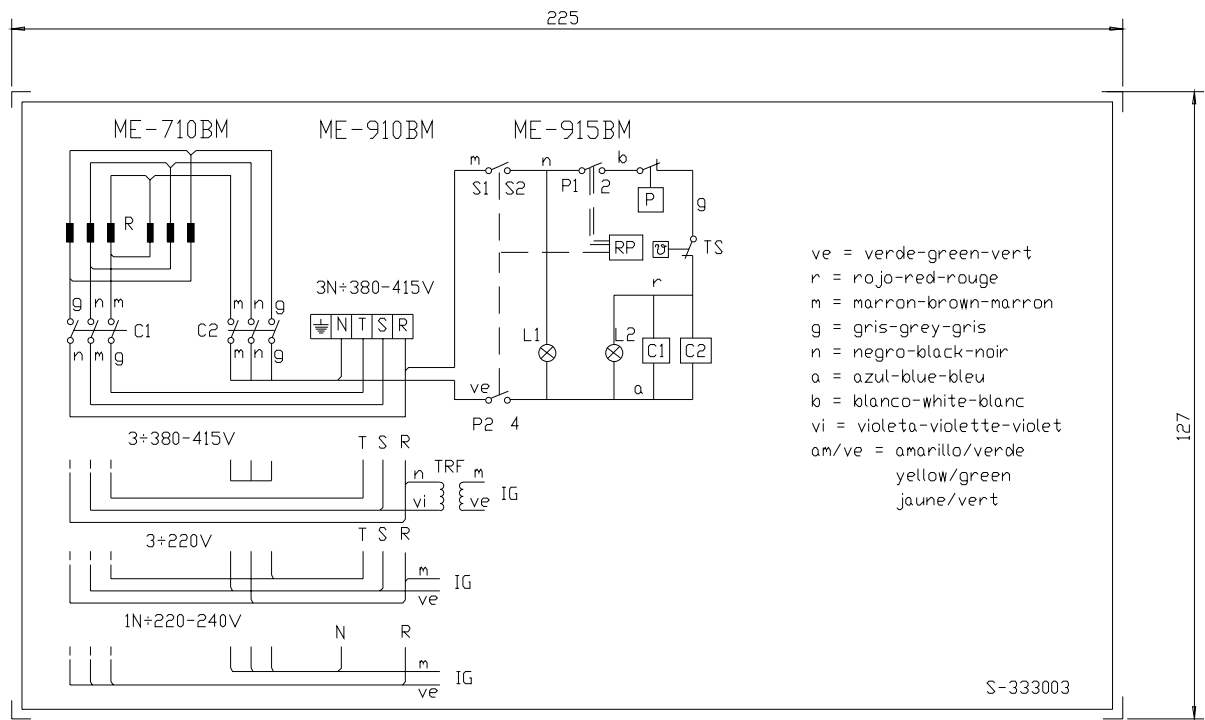 225
ME-710BM ME-910BM ME-915BM
m n b
S1 S2 P1 2
P
g
R
RP ϑ TS
ve = verde-green-vert
r = rojo-red-rouge
m = marron-brown-marron
g = gris-grey-gris
n = negro-black-noir
a = azul-blue-bleu
b = blanco-white-blanc
vi = violeta-violette-violet
am/ve = amarillo/verde
yellow/green
jaune/vert
127
r
3N÷380-415V
g n m m n g
C1 C2
N T S R
n m g m n g
L1 L2 C1 C2
ve a
P2 4
3÷380-415V
T S R
n TRF m
vi ve IG
3÷220V
T S R
m
ve
IG
1N÷220-240V
N R
m
ve
IG
S-333003